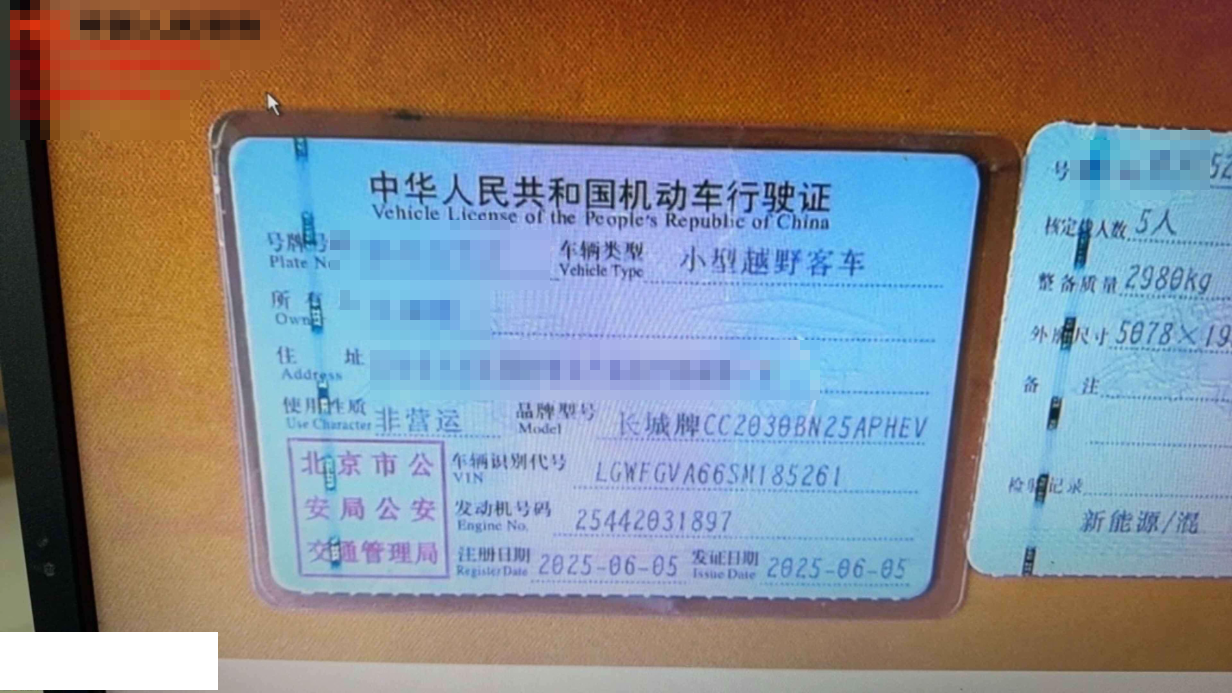 中华人民共和国机动车行驶证
Vehicle License of the People's Republic of China
号牌号
Plate No
车辆类型 小型越野客车
Vehicle Type
所有
Owner
住 址
Address
使用性质 非营运
Use Character
品牌型号 长城牌CC2030BN25APHEV
Model
北京市公
安局公安
交通管理局
车辆识别代号 LGWFGVA66SM185261
VIN
发动机号码 25442031897
Engine No.
注册日期 2025-06-05 发证日期 2025-06-05
Register Date Issue Date
号
核定载人数 5人
整备质量 2980kg
外廓尺寸 5078×19
备 注
检验记录
新能源/混